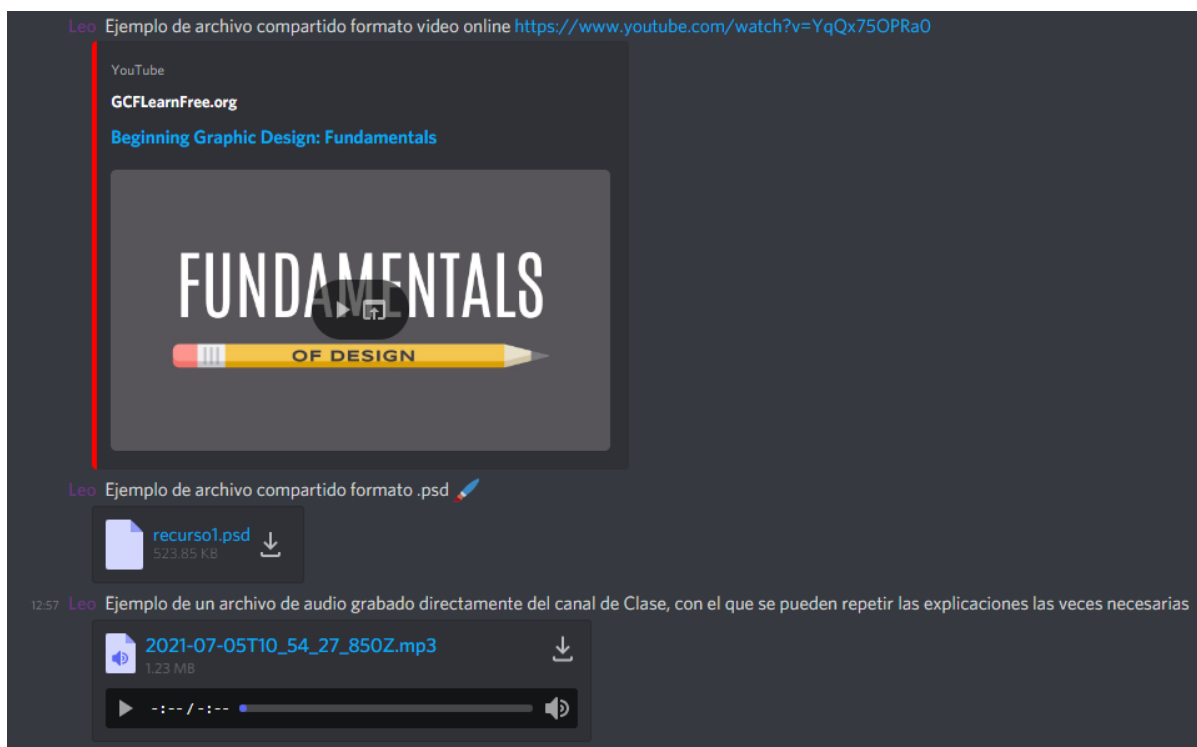 Leo Ejemplo de archivo compartido formato video online https://www.youtube.com/watch?v=YqQx75OPRa0
YouTube
GCFLearnFree.org
Beginning Graphic Design: Fundamentals
FUNDAMENTALS
OF DESIGN
Leo Ejemplo de archivo compartido formato .psd 🖌️
recurso1.psd
523.85 KB
12:57 Leo Ejemplo de un archivo de audio grabado directamente del canal de Clase, con el que se pueden repetir las explicaciones las veces necesarias
2021-07-05T10_54_27_850Z.mp3
1.23 MB
-:-- / -:--